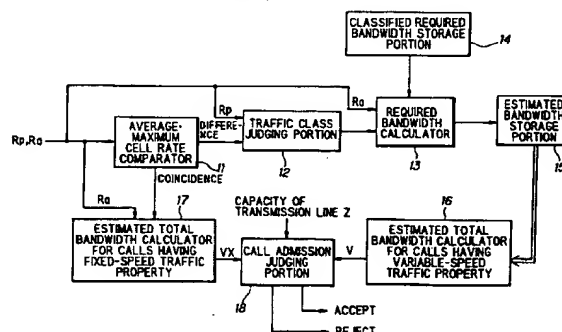 CLASSIFIED REQUIRED
BANDWIDTH STORAGE
PORTION
14
Rp
Ra
Rp,Ra
AVERAGE-
MAXIMUM
CELL RATE
COMPARATOR
11
DIFFER-
ENCE
TRAFFIC CLASS
JUDGING PORTION
12
REQUIRED
BANDWIDTH
CALCULATOR
13
ESTIMATED
BANDWIDTH
STORAGE
PORTION
15
COINCIDENCE
Ra
17
ESTIMATED TOTAL
BANDWIDTH CALCULATOR
FOR CALLS HAVING
FIXED-SPEED TRAFFIC
PROPERTY
VX
CAPACITY OF
TRANSMISSION LINE Z
CALL ADMISSION
JUDGING
PORTION
18
V
16
ESTIMATED TOTAL
BANDWIDTH CALCULATOR
FOR CALLS HAVING
VARIABLE-SPEED
TRAFFIC PROPERTY
ACCEPT
REJECT